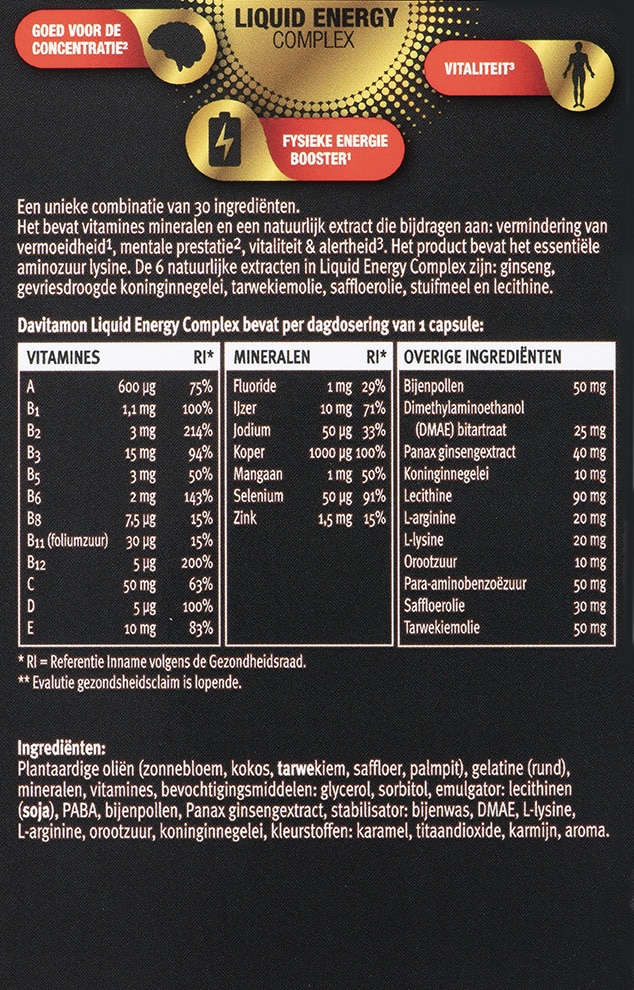 LIQUID ENERGY
COMPLEX
GOED VOOR DE
CONCENTRATIE²
VITALITEIT³
FYSIEKE ENERGIE
BOOSTER¹
Een unieke combinatie van 30 ingrediënten.
Het bevat vitamines mineralen en een natuurlijk extract die bijdragen aan: vermindering van
vermoeidheid¹, mentale prestatie², vitaliteit & alertheid³. Het product bevat het essentiële
aminozuur lysine. De 6 natuurlijke extracten in Liquid Energy Complex zijn: ginseng,
gevriesdroogde koninginnegelei, tarwekiemolie, saffloerolie, stuifmeel en lecithine.
Davitamon Liquid Energy Complex bevat per dagdosering van 1 capsule:
VITAMINES RI*
A 600 µg 75%
B1 1,1 mg 100%
B2 3 mg 214%
B3 15 mg 94%
B5 3 mg 50%
B6 2 mg 143%
B8 7,5 µg 15%
B11 (foliumzuur) 30 µg 15%
B12 5 µg 200%
C 50 mg 63%
D 5 µg 100%
E 10 mg 83%
MINERALEN RI*
Fluoride 1 mg 29%
IJzer 10 mg 71%
Jodium 50 µg 33%
Koper 1000 µg 100%
Mangaan 1 mg 50%
Selenium 50 µg 91%
Zink 1,5 mg 15%
OVERIGE INGREDIËNTEN
Bijenpollen 50 mg
Dimethylaminoethanol
(DMAE) bitartraat 25 mg
Panax ginsengextract 40 mg
Koninginnegelei 10 mg
Lecithine 90 mg
L-arginine 20 mg
L-lysine 20 mg
Orootzuur 10 mg
Para-aminobenzoëzuur 50 mg
Saffloerolie 30 mg
Tarwekiemolie 50 mg
* RI = Referentie Inname volgens de Gezondheidsraad.
** Evalutie gezondsheidsclaim is lopende.
Ingrediënten:
Plantaardige oliën (zonnebloem, kokos, tarwekiem, saffloer, palmpit), gelatine (rund),
mineralen, vitamines, bevochtigingsmiddelen: glycerol, sorbitol, emulgator: lecithinen
(soja), PABA, bijenpollen, Panax ginsengextract, stabilisator: bijenwas, DMAE, L-lysine,
L-arginine, orootzuur, koninginnegelei, kleurstoffen: karamel, titaandioxide, karmijn, aroma.